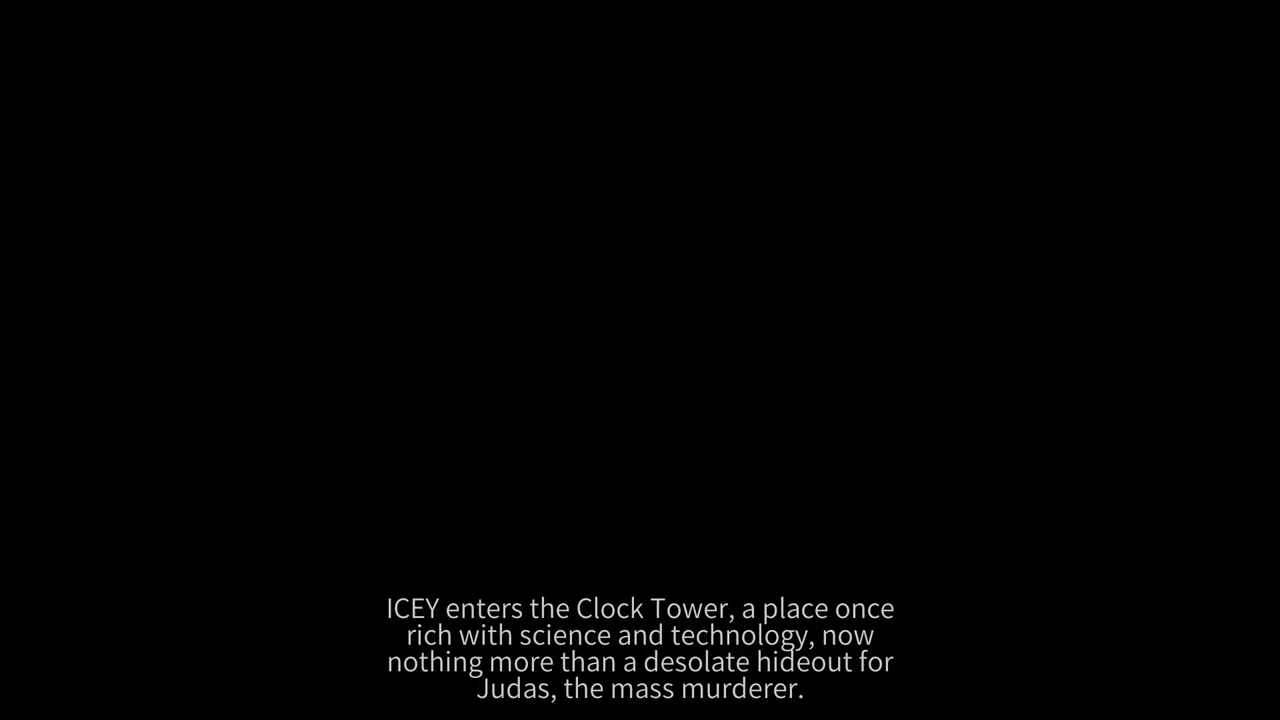 ICEY enters the Clock Tower, a place once
rich with science and technology, now
nothing more than a desolate hideout for
Judas, the mass murderer.